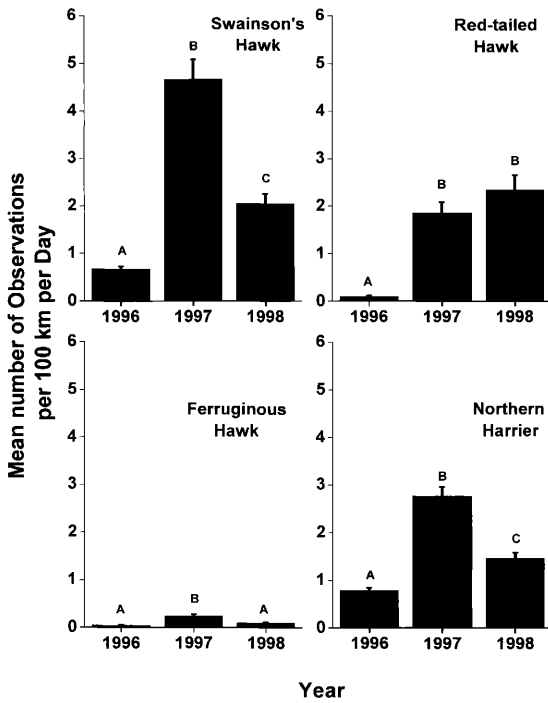 Mean number of Observations
per 100 km per Day
Swainson's
Hawk
6
5
4
3
2
1
0
A
B
C
1996
1997
1998
Red-tailed
Hawk
6
5
4
3
2
1
0
A
B
B
1996
1997
1998
Ferruginous
Hawk
6
5
4
3
2
1
0
A
B
A
1996
1997
1998
Northern
Harrier
6
5
4
3
2
1
0
A
B
C
1996
1997
1998
Year